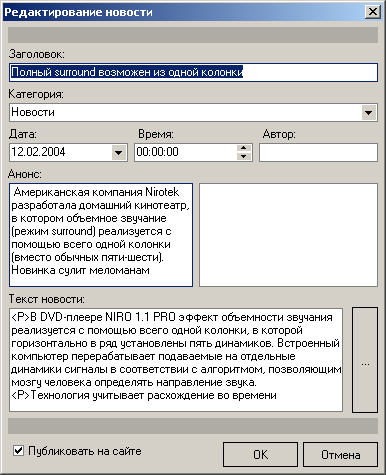 Редактирование новости
Заголовок:
Полный surround возможен из одной колонки
Категория:
Новости
Дата: Время: Автор:
12.02.2004 00:00:00
Анонс:
Американская компания Nirotek
разработала домашний кинотеатр,
в котором объемное звучание
(режим surround) реализуется с
помощью всего одной колонки
(вместо обычных пяти-шести).
Новинка сулит меломанам
Текст новости:
<P>В DVD-плеере NIRO 1.1 PRO эффект объемности звучания
реализуется с помощью всего одной колонки, в которой
горизонтально в ряд установлены пять динамиков. Встроенный
компьютер перерабатывает подаваемые на отдельные
динамики сигналы в соответствии с алгоритмом, позволяющим
мозгу человека определять направление звука.
<P>Технология учитывает расхождение во времени
...
Публиковать на сайте
OK Отмена